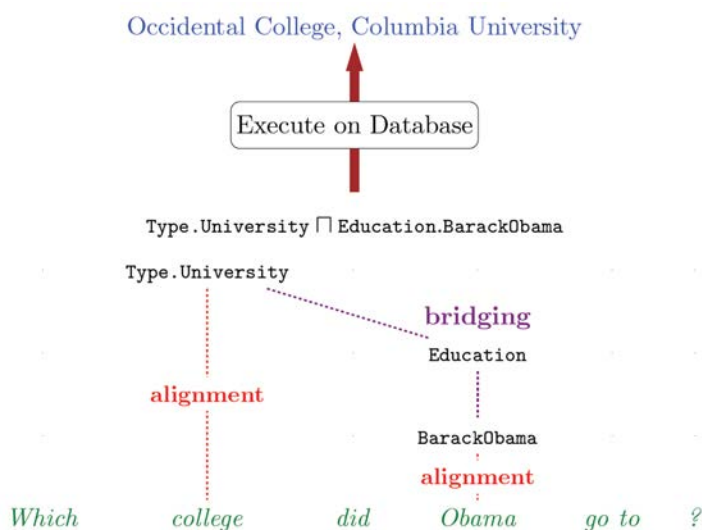 Occidental College, Columbia University
Execute on Database
Type.University ⊓ Education.BarackObama
Type.University
bridging
Education
alignment
BarackObama
alignment
Which college did Obama go to ?